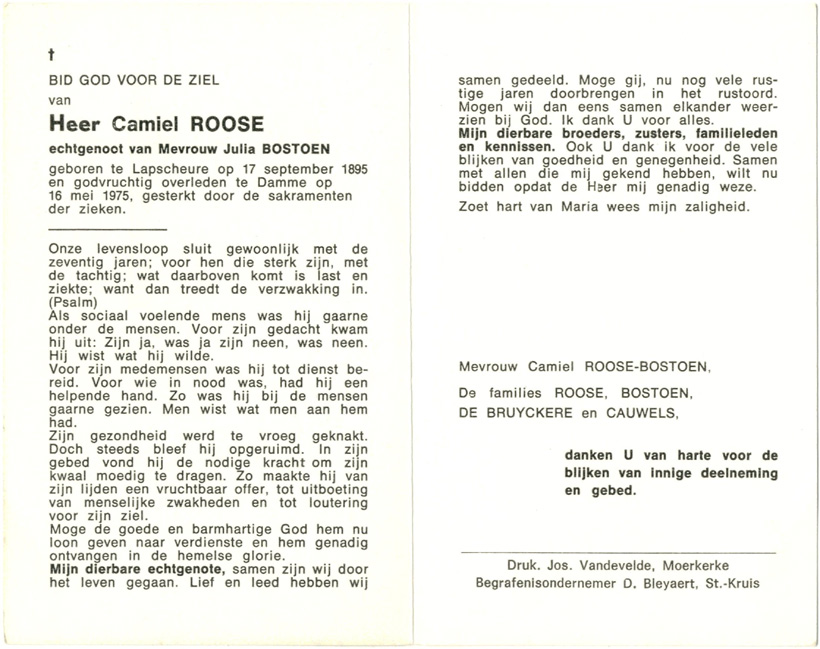 †
BID GOD VOOR DE ZIEL
van
Heer Camiel ROOSE
echtgenoot van Mevrouw Julia BOSTOEN
geboren te Lapscheure op 17 september 1895
en godvruchtig overleden te Damme op
16 mei 1975, gesterkt door de sakramenten
der zieken.
Onze levensloop sluit gewoonlijk met de
zeventig jaren; voor hen die sterk zijn, met
de tachtig; wat daarboven komt is last en
ziekte; want dan treedt de verzwakking in.
(Psalm)
Als sociaal voelende mens was hij gaarne
onder de mensen. Voor zijn gedacht kwam
hij uit: Zijn ja, was ja zijn neen, was neen.
Hij wist wat hij wilde.
Voor zijn medemensen was hij tot dienst be-
reid. Voor wie in nood was, had hij een
helpende hand. Zo was hij bij de mensen
gaarne gezien. Men wist wat men aan hem
had.
Zijn gezondheid werd te vroeg geknakt.
Doch steeds bleef hij opgeruimd. In zijn
gebed vond hij de nodige kracht om zijn
kwaal moedig te dragen. Zo maakte hij van
zijn lijden een vruchtbaar offer, tot uitboeting
van menselijke zwakheden en tot loutering
voor zijn ziel.
Moge de goede en barmhartige God hem nu
loon geven naar verdienste en hem genadig
ontvangen in de hemelse glorie.
Mijn dierbare echtgenote, samen zijn wij door
het leven gegaan. Lief en leed hebben wij
samen gedeeld. Moge gij, nu nog vele rus-
tige jaren doorbrengen in het rustoord.
Mogen wij dan eens samen elkander weer-
zien bij God. Ik dank U voor alles.
Mijn dierbare broeders, zusters, familieleden
en kennissen. Ook U dank ik voor de vele
blijken van goedheid en genegenheid. Samen
met allen die mij gekend hebben, wilt nu
bidden opdat de Heer mij genadig weze.
Zoet hart van Maria wees mijn zaligheid.
Mevrouw Camiel ROOSE-BOSTOEN,
De families ROOSE, BOSTOEN,
DE BRUYCKERE en CAUWELS,
danken U van harte voor de
blijken van innige deelneming
en gebed.
Druk. Jos. Vandevelde, Moerkerke
Begrafenisondernemer D. Bleyaert, St.-Kruis